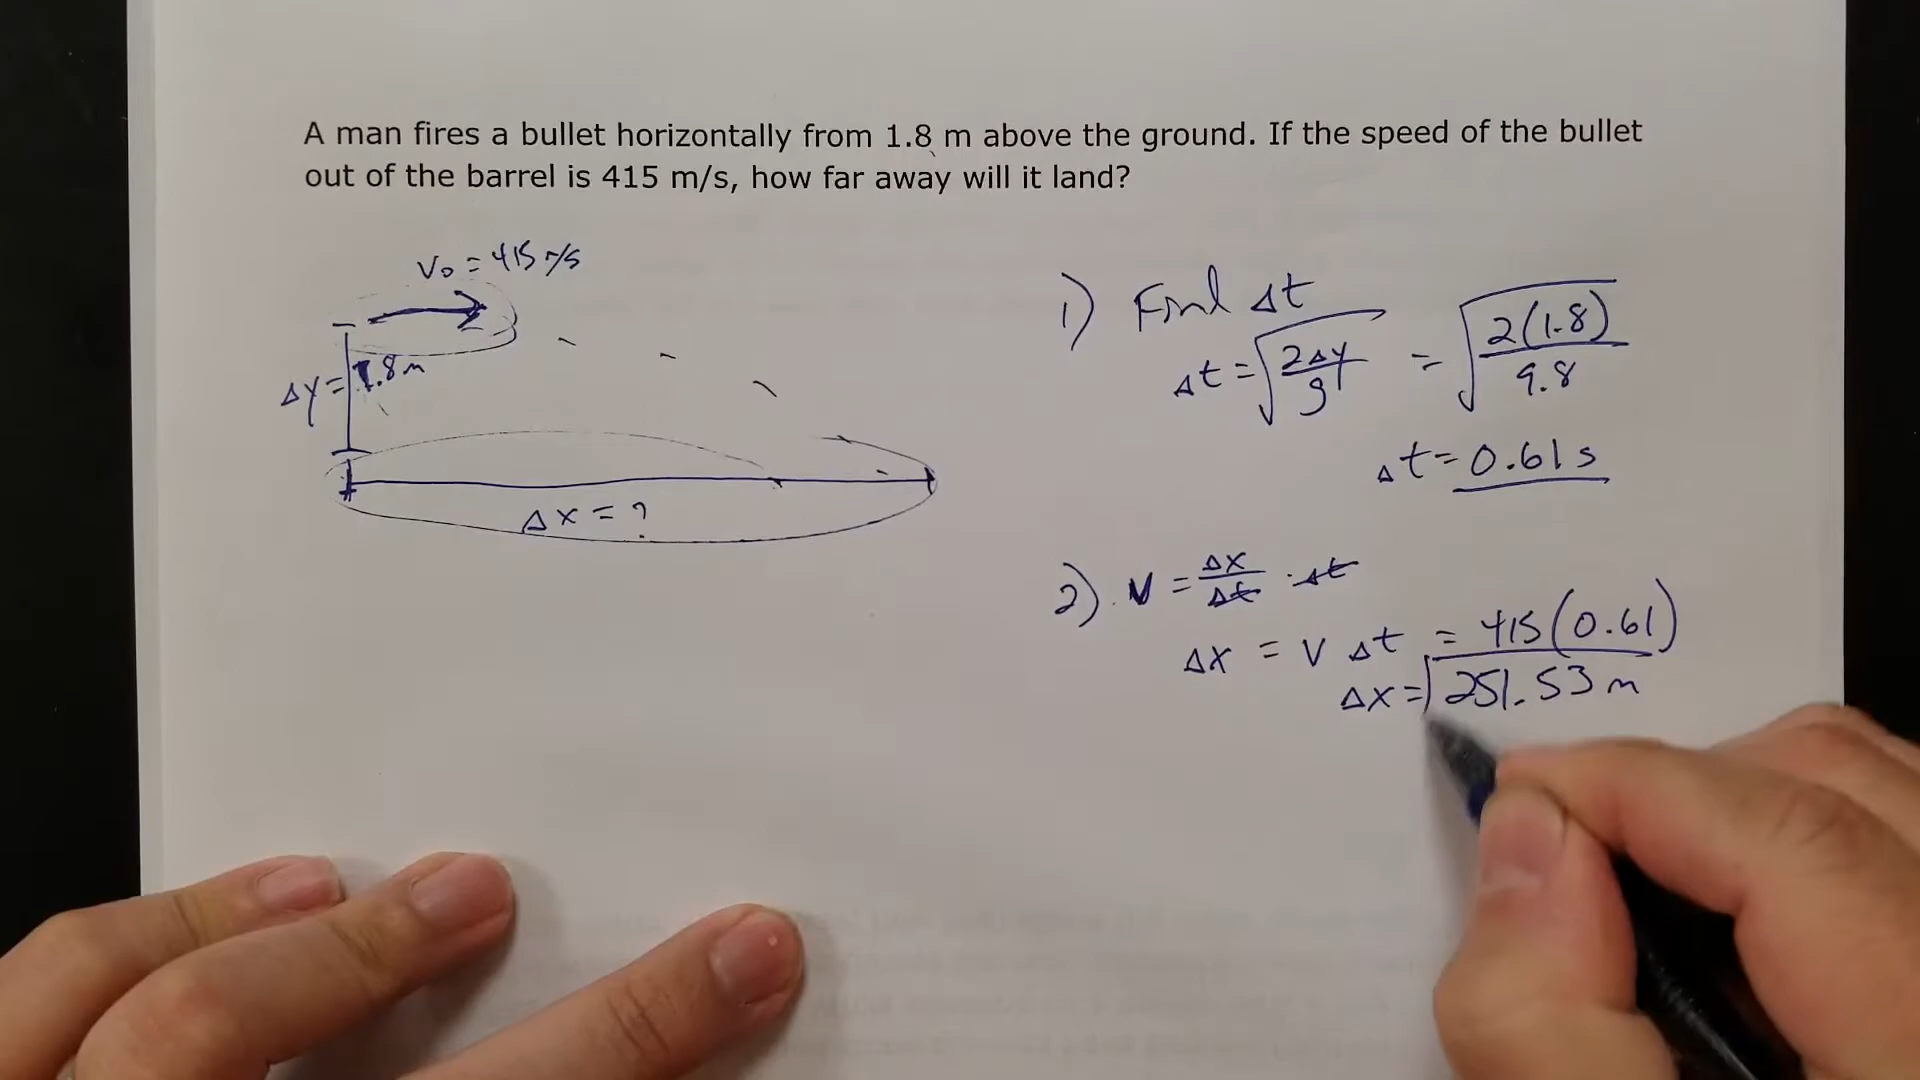 A man fires a bullet horizontally from 1.8 m above the ground. If the speed of the bullet
out of the barrel is 415 m/s, how far away will it land?
V₀ = 415 m/s
Δy = 1.8 m
Δx = ?
1) Find Δt
Δt = √(2Δy/g) = √(2(1.8)/9.8)
Δt = 0.61 s
2) V = Δx/Δt · Δt
Δx = V Δt = 415(0.61)
Δx = 251.53 m